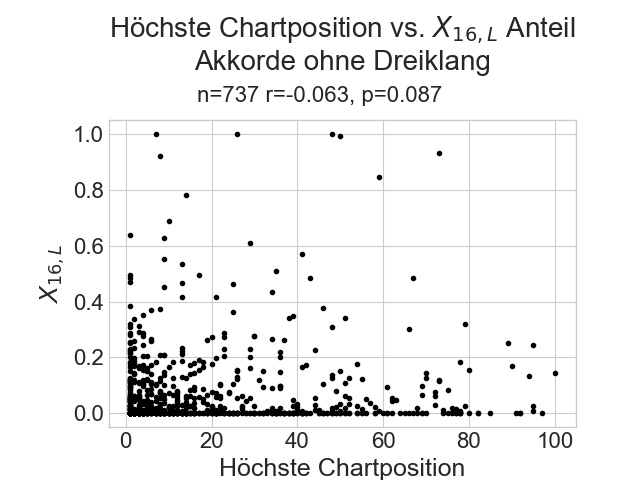 Höchste Chartposition vs. X16, L Anteil
Akkorde ohne Dreiklang
n=737 r=-0.063, p=0.087
1.0
0.8
0.6
0.4
0.2
0.0
X16, L
0 20 40 60 80 100
Höchste Chartposition